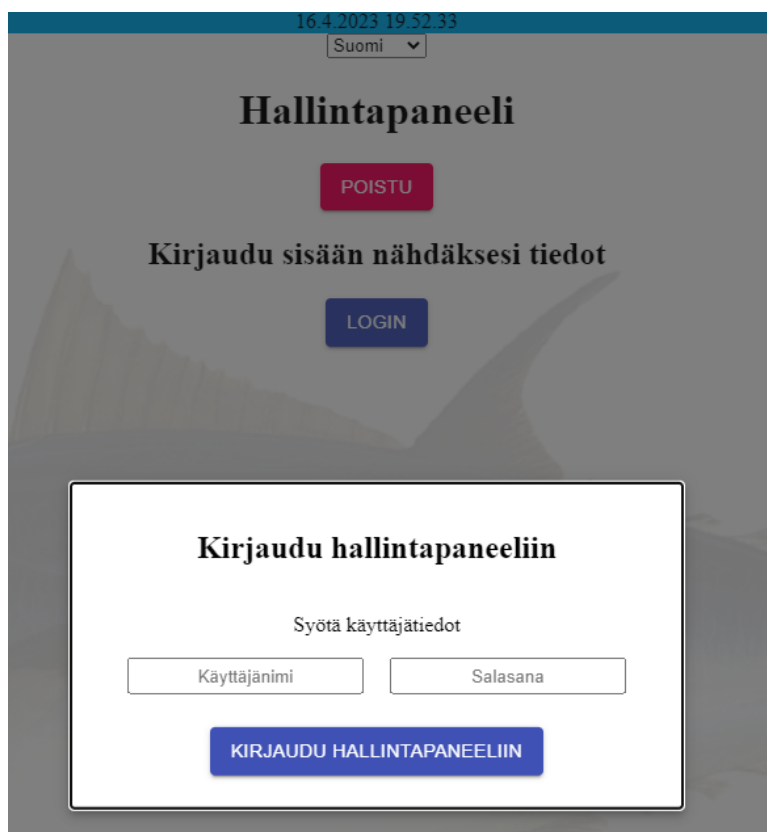 16.4.2023 19.52.33
Suomi
Hallintapaneeli
POISTU
Kirjaudu sisään nähdäksesi tiedot
LOGIN
Kirjaudu hallintapaneeliin
Syötä käyttäjätiedot
Käyttäjänimi Salasana
KIRJAUDU HALLINTAPANEELIIN